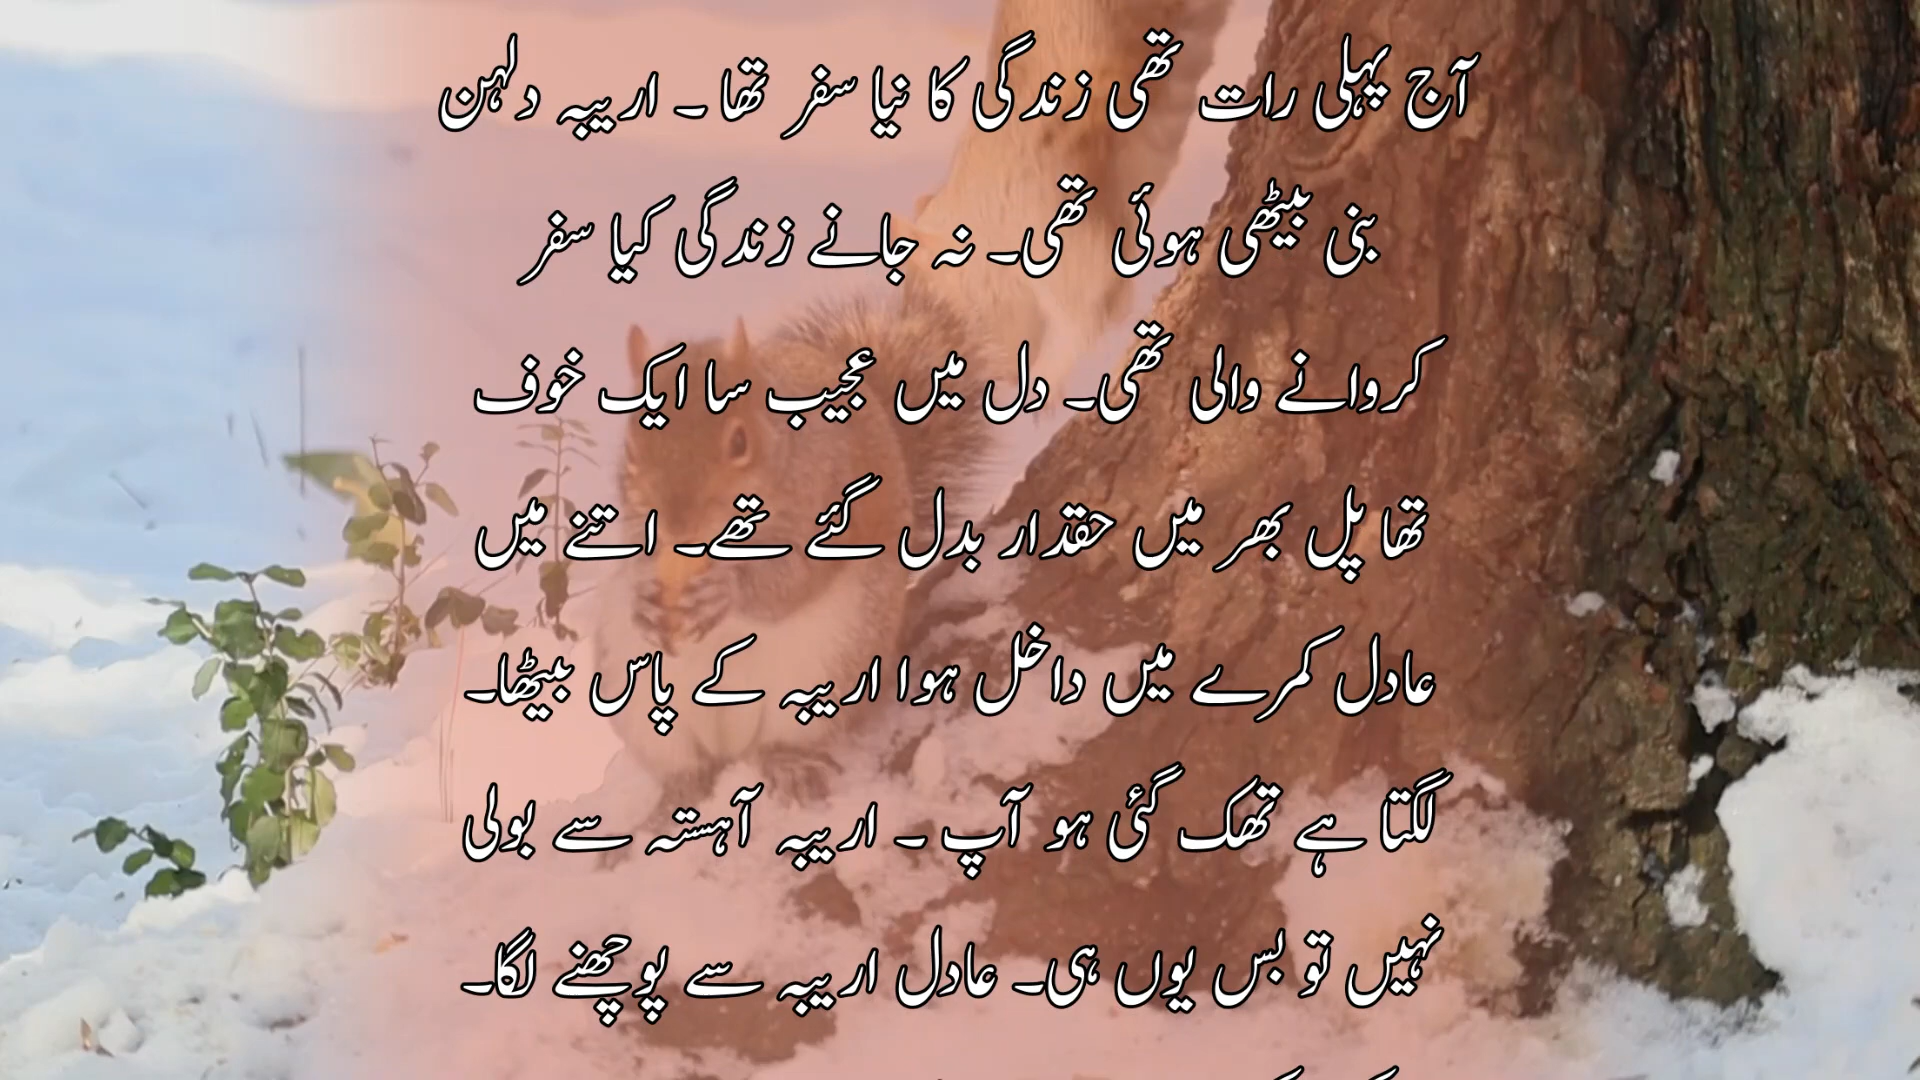 آج پہلی رات تھی زندگی کا نیا سفر تھا ۔ اریبہ دلہن
بنی بیٹھی ہوئی تھی۔ نہ جانے زندگی کیا سفر
کروانے والی تھی۔ دل میں عجیب سا ایک خوف
تھا پل بھر میں حقدار بدل گئے تھے۔ اتنے میں
عادل کمرے میں داخل ہوا اریبہ کے پاس بیٹھا۔
لگتا ہے تھک گئی ہو آپ ۔ اریبہ آہستہ سے بولی
نہیں تو بس یوں ہی۔ عادل اریبہ سے پوچھنے لگا۔